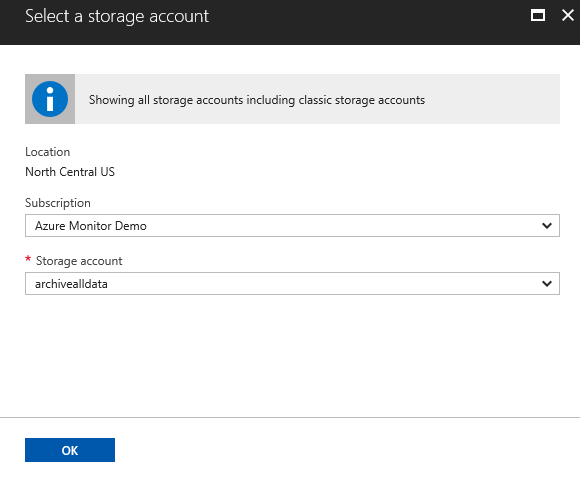 Select a storage account
Showing all storage accounts including classic storage accounts
Location
North Central US
Subscription
Azure Monitor Demo
* Storage account
archivealldata
OK